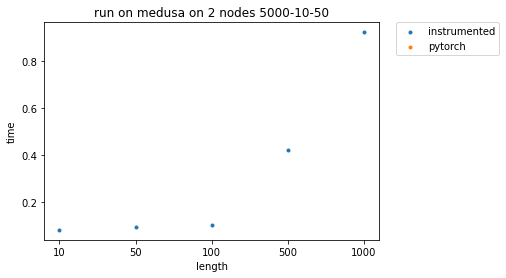 run on medusa on 2 nodes 5000-10-50
instrumented
pytorch
0.8
0.6
time
0.4
0.2
10 50 100 500 1000
length